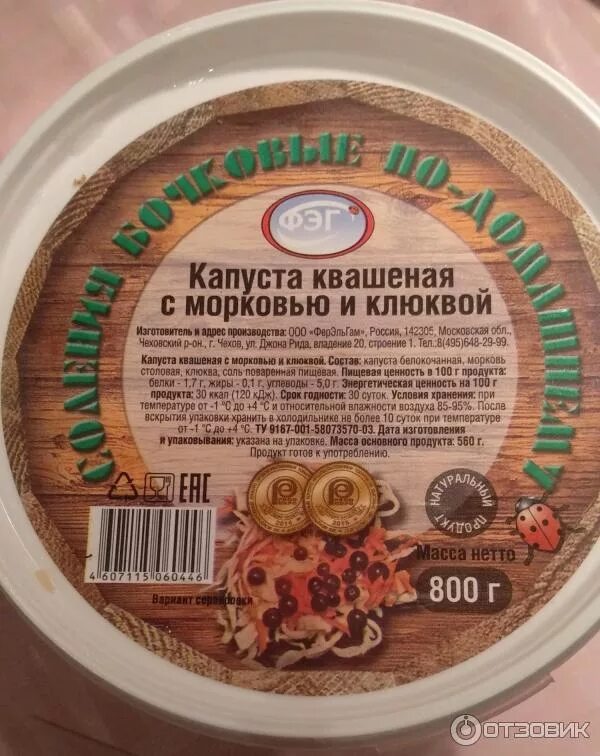 СОЛЕНИЯ БОЧКОВЫЕ ПО-ДОМАШНЕМУ
ФЭГ
Капуста квашеная
с морковью и клюквой
Изготовитель и адрес производства: ООО «ФерЭльГам», Россия, 142305, Московская обл.,
Чеховский р-он., г. Чехов, ул. Джона Рида, владение 20, строение 1. Тел.8(495)648-29-99.
Капуста квашеная с морковью и клюквой. Состав: капуста белокочанная, морковь
столовая, клюква, соль поваренная пищевая. Пищевая ценность в 100 г продукта:
белки - 1,7 г, жиры - 0,1 г, углеводы - 5,0 г. Энергетическая ценность на 100 г
продукта: 30 ккал (120 кДж). Срок годности: 30 суток. Условия хранения: при
температуре от -1 °С до +4 °С и относительной влажности воздуха 85-95%. После
вскрытия упаковки хранить в холодильнике не более 10 суток при температуре
от -1 °С до +4 °С. ТУ 9167-001-58073570-03. Дата изготовления
и упаковывания: указана на упаковке. Масса основного продукта: 560 г.
Продукт готов к употреблению.
EAC
НАТУРАЛЬНЫЙ
ПРОДУКТ
4 607115 060446
Масса нетто
800 г
Вариант сервировки
ОТЗОВИК